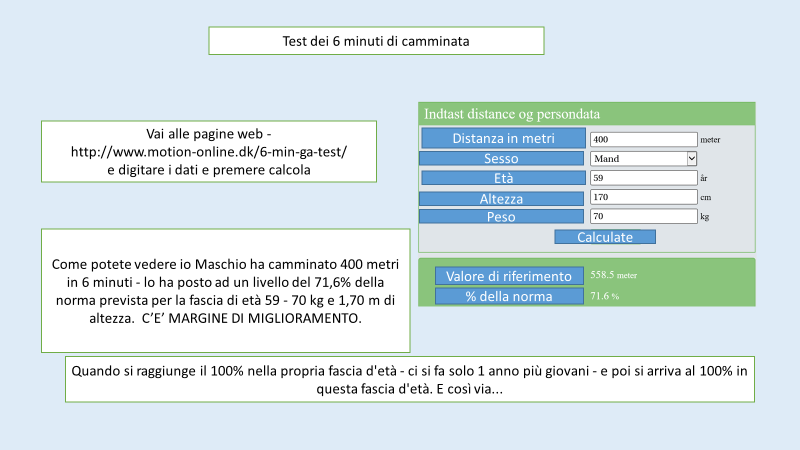 Test dei 6 minuti di camminata
Vai alle pagine web -
http://www.motion-online.dk/6-min-ga-test/
e digitare i dati e premere calcola
Indtast distance og persondata
Distanza in metri 400 meter
Sesso Mand
Età 59 år
Altezza 170 cm
Peso 70 kg
Calculate
Valore di riferimento 558.5 meter
% della norma 71.6 %
Come potete vedere io Maschio ha camminato 400 metri
in 6 minuti - lo ha posto ad un livello del 71,6% della
norma prevista per la fascia di età 59 - 70 kg e 1,70 m di
altezza. C’E’ MARGINE DI MIGLIORAMENTO.
Quando si raggiunge il 100% nella propria fascia d'età - ci si fa solo 1 anno più giovani - e poi si arriva al 100% in
questa fascia d'età. E così via...